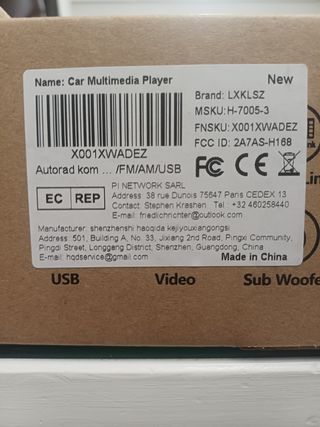 Name: Car Multimedia Player
New
Brand: LXKLSZ
MSKU: H-7005-3
FNSKU: X001XWADEZ
FCC ID: 2A7AS-H168
X001XWADEZ
Autorad kom ... /FM/AM/USB
FC CE
EC REP
PI NETWORK SARL
Address: 38 rue Dunois 75647 Paris CEDEX 13
Contact: Stephen Krashen Tel.: +32 460258440
E-mail: friedlichrichter@outlook.com
Manufacturer: shenzhenshi haoqida kejiyouxiangongsi
Address: 501, Building A, No. 33, Jixiang 2nd Road, Pingxi Community,
Pingdi Street, Longgang District, Shenzhen, Guangdong, China
E-mail: hqdservice@gmail.com
Made in China
USB
Video
Sub Woofe